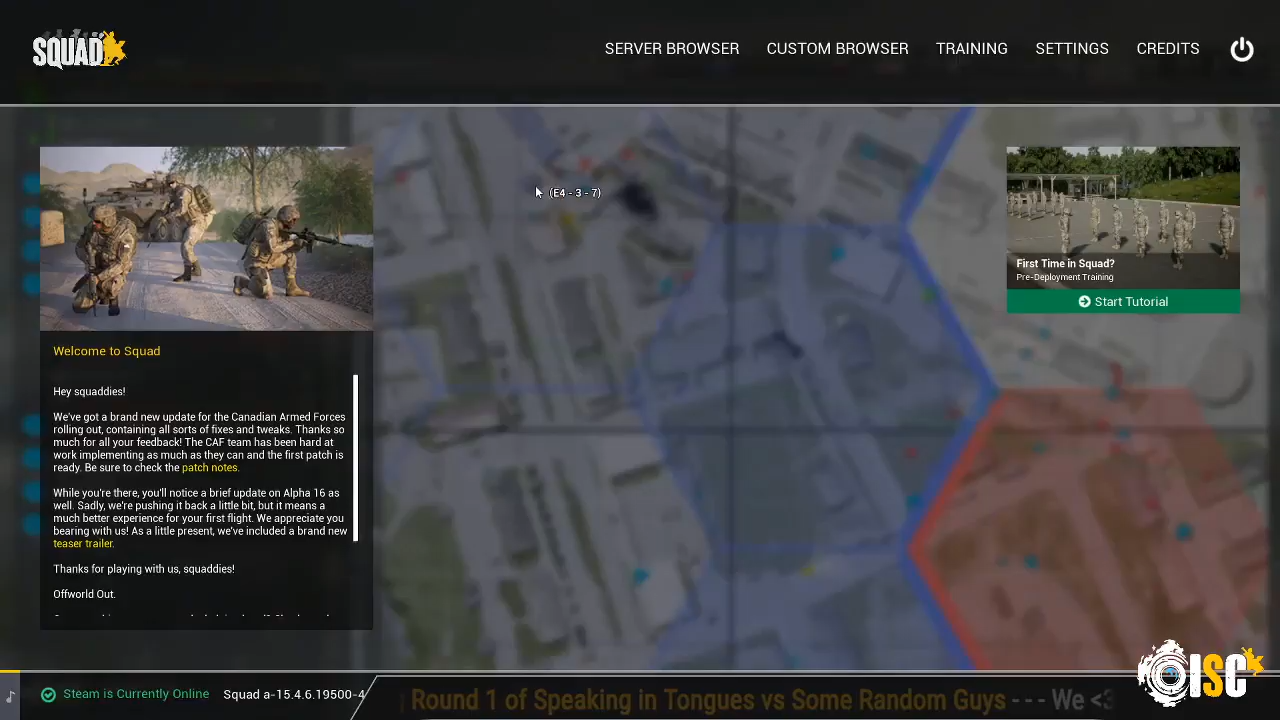 SQUAD
SERVER BROWSER CUSTOM BROWSER TRAINING SETTINGS CREDITS
(E4 - 3 - 7)
First Time in Squad?
Pre-Deployment Training
Start Tutorial
Welcome to Squad
Hey squaddies!
We've got a brand new update for the Canadian Armed Forces
rolling out, containing all sorts of fixes and tweaks. Thanks so
much for all your feedback! The CAF team has been hard at
work implementing as much as they can and the first patch is
ready. Be sure to check the patch notes.
While you're there, you'll notice a brief update on Alpha 16 as
well. Sadly, we're pushing it back a little bit, but it means a
much better experience for your first flight. We appreciate you
bearing with us! As a little present, we've included a brand new
teaser trailer.
Thanks for playing with us, squaddies!
Offworld Out.
Steam is Currently Online Squad a-15.4.6.19500-4
Round 1 of Speaking in Tongues vs Some Random Guys - - - We <3
ISC